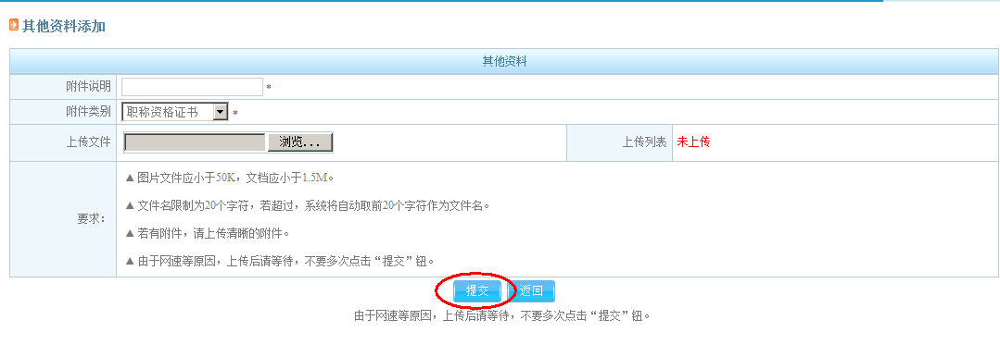 其他资料添加
其他资料
附件说明 *
附件类别 职称资格证书 *
上传文件 浏览... 上传列表 未上传
要求：
▲ 图片文件应小于50K，文档应小于1.5M。
▲ 文件名限制为20个字符，若超过，系统将自动取前20个字符作为文件名。
▲ 若有附件，请上传清晰的附件。
▲ 由于网速等原因，上传后请等待，不要多次点击“提交”钮。
提交 返回
由于网速等原因，上传后请等待，不要多次点击“提交”钮。